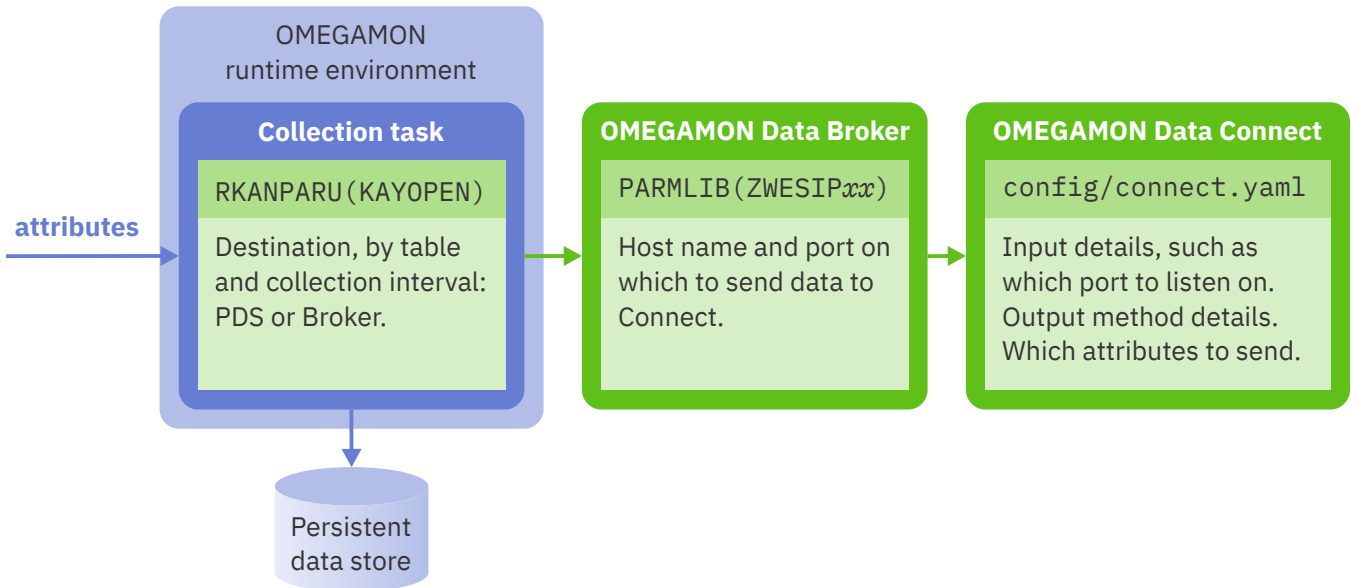 OMEGAMON
runtime environment
attributes
Collection task
RKANPARU(KAYOPEN)
Destination, by table
and collection interval:
PDS or Broker.
OMEGAMON Data Broker
PARMLIB(ZWESIPxx)
Host name and port on
which to send data to
Connect.
OMEGAMON Data Connect
config/connect.yaml
Input details, such as
which port to listen on.
Output method details.
Which attributes to send.
Persistent
data store